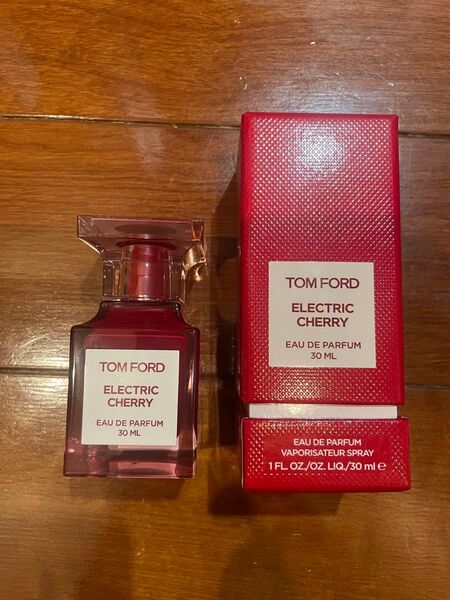 TOM FORD
ELECTRIC
CHERRY
EAU DE PARFUM
30 ML
TOM FORD
ELECTRIC
CHERRY
EAU DE PARFUM
30 ML
EAU DE PARFUM
VAPORISATEUR SPRAY
1 FL. OZ./OZ. LIQ./30 ml ℮